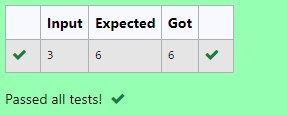 Input Expected Got
✔ 3 6 6 ✔
Passed all tests! ✔